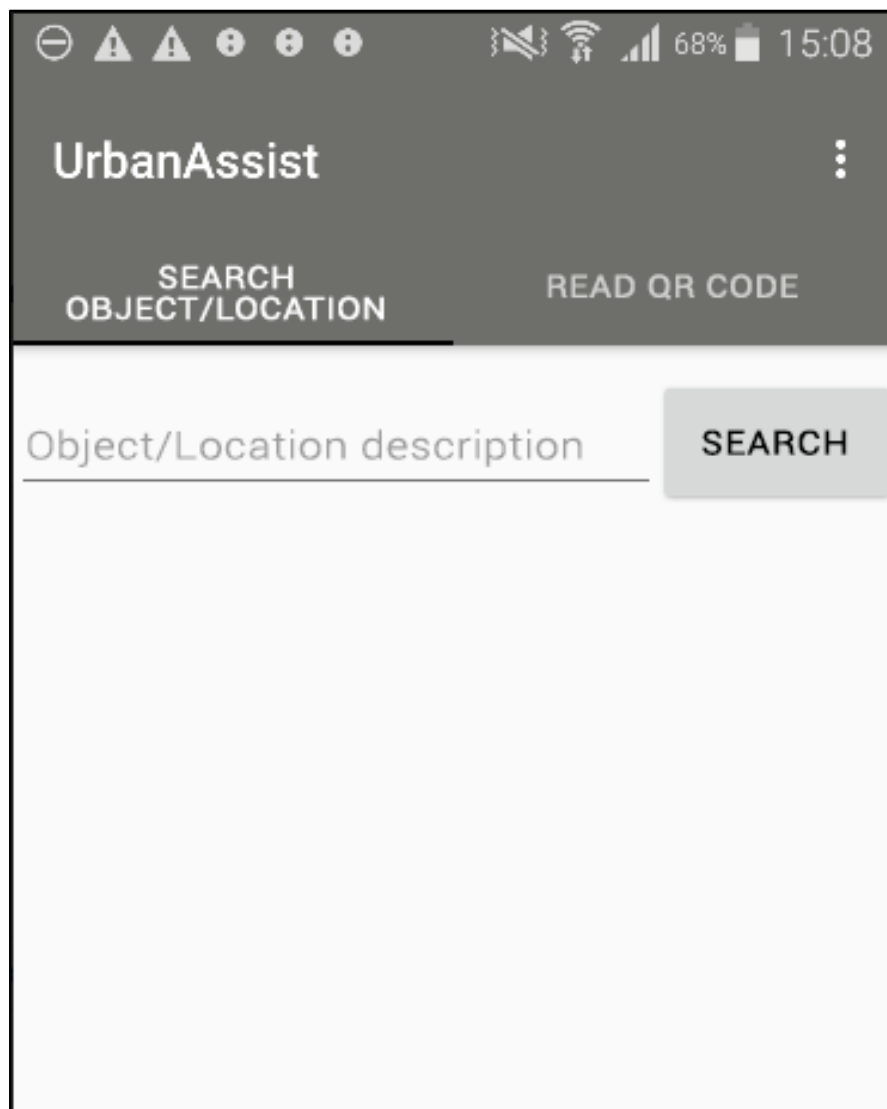 68% 15:08
UrbanAssist
SEARCH
OBJECT/LOCATION
READ QR CODE
Object/Location description
SEARCH